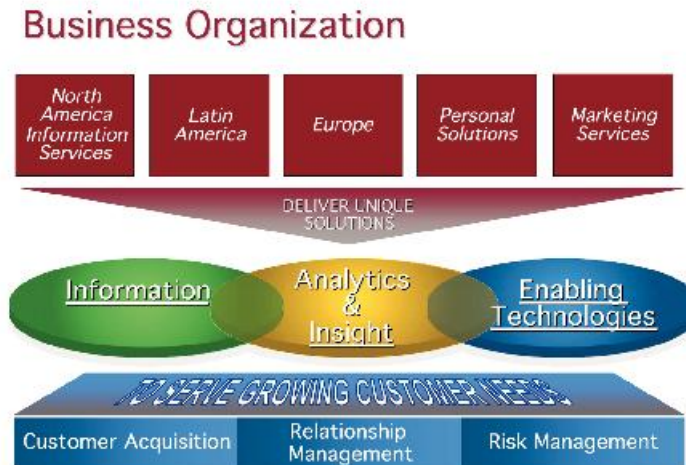 Business Organization
North
America
Information
Services
Latin
America
Europe
Personal
Solutions
Marketing
Services
DELIVER UNIQUE
SOLUTIONS
Information
Analytics
&
Insight
Enabling
Technologies
TO SERVE GROWING CUSTOMER NEEDS
Customer Acquisition
Relationship
Management
Risk Management